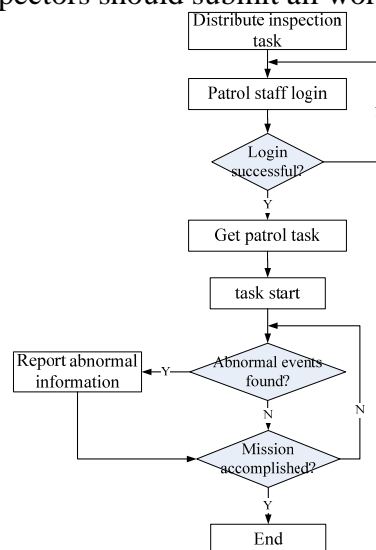 Distribute inspection
task
Patrol staff login
Login
successful?
Y
Get patrol task
task start
Abnormal events
found?
Y
Report abnormal
information
N
N
Mission
accomplished?
Y
End